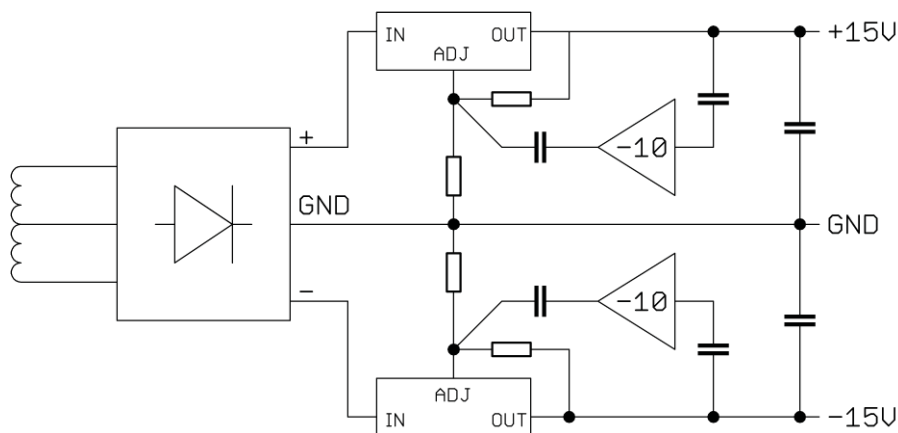 IN OUT +15V
ADJ
+
-10
GND GND
-
-10
ADJ
IN OUT -15V